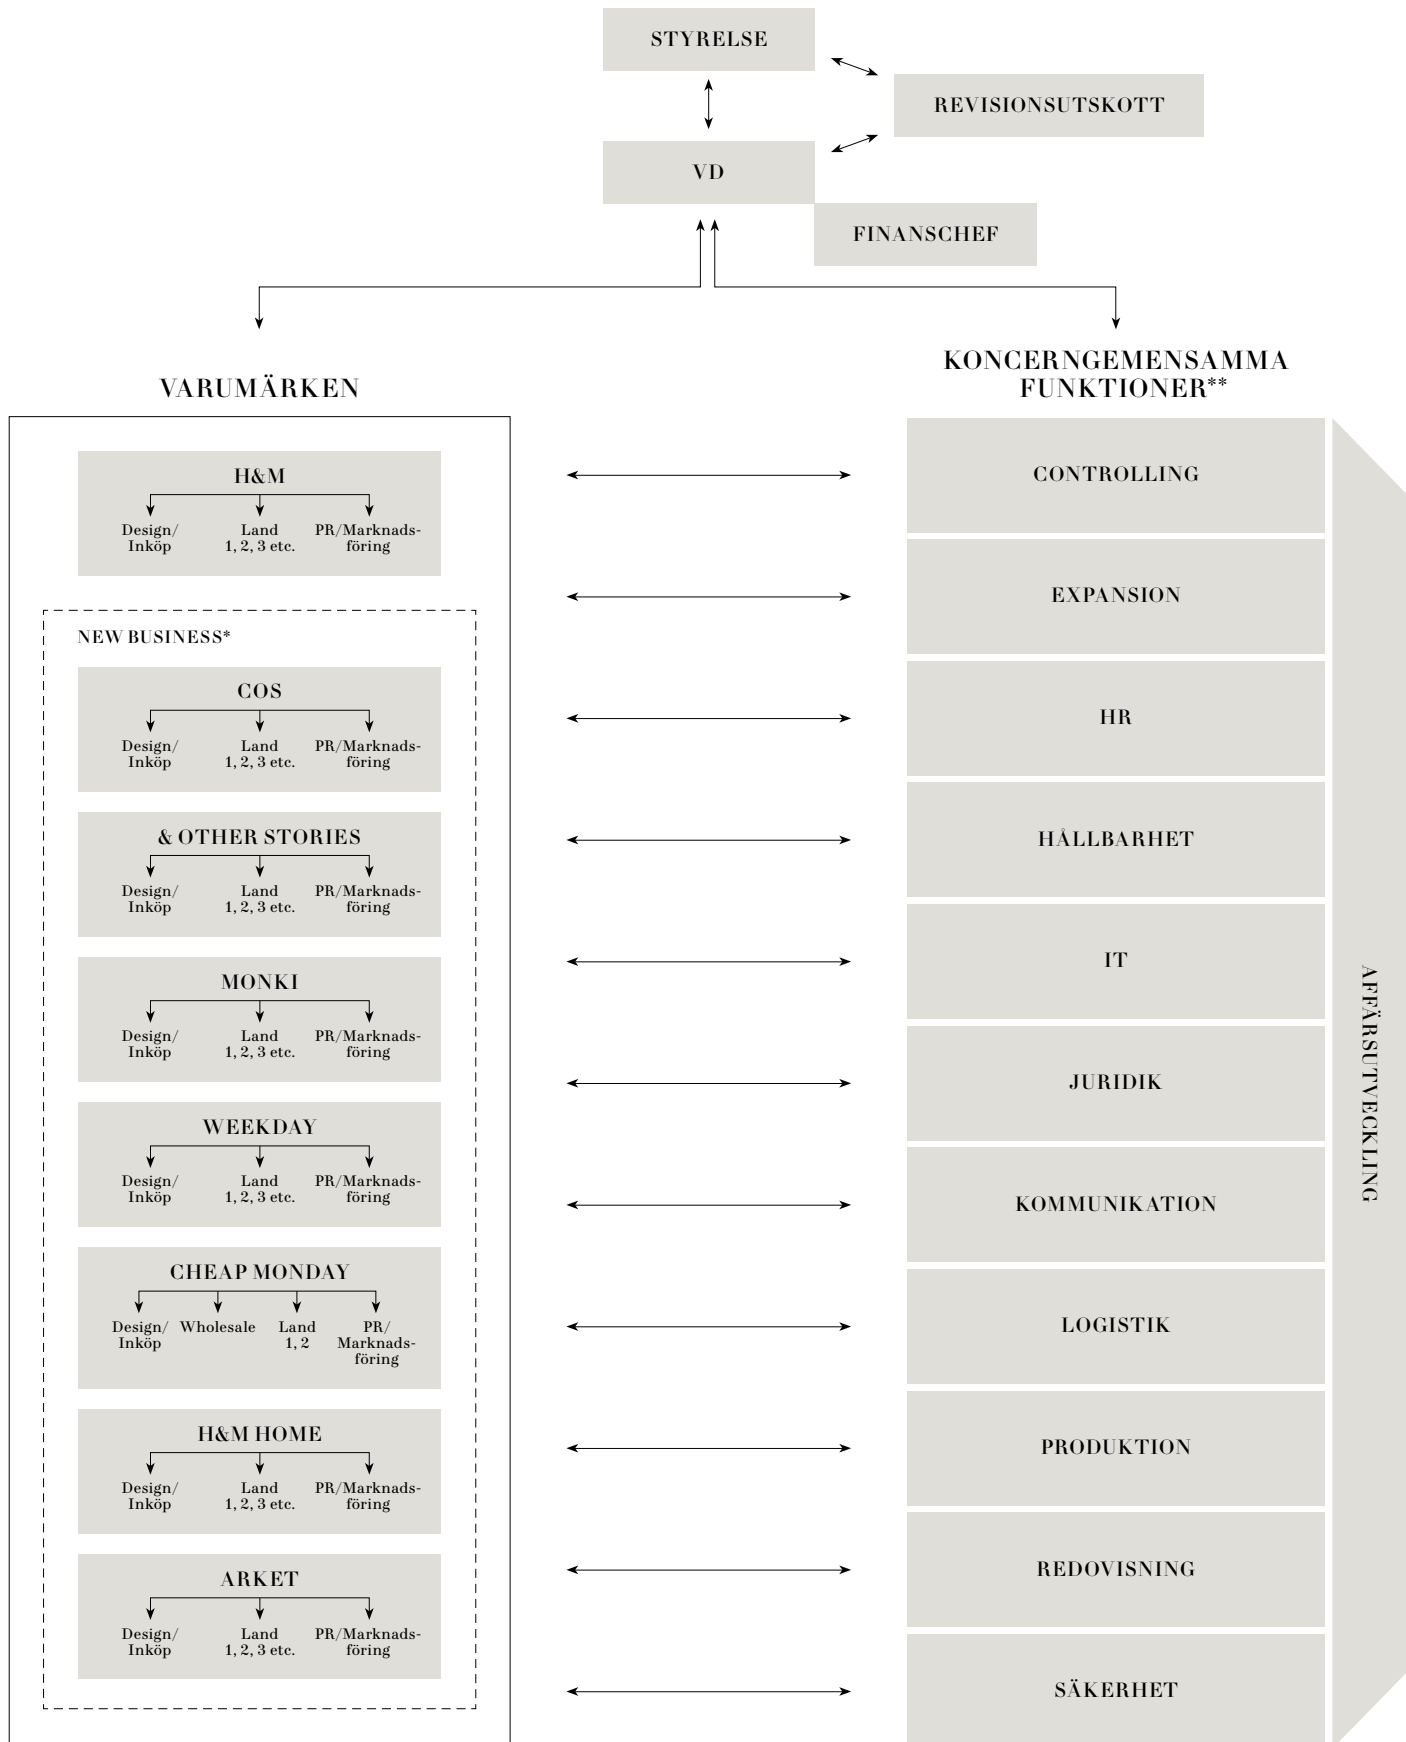 STYRELSE
REVISIONSUTSKOTT
VD
FINANSCHEF
VARUMÄRKEN
H&M
Design/
Inköp
Land
1, 2, 3 etc.
PR/Marknads-
föring
NEW BUSINESS*
COS
Design/
Inköp
Land
1, 2, 3 etc.
PR/Marknads-
föring
& OTHER STORIES
Design/
Inköp
Land
1, 2, 3 etc.
PR/Marknads-
föring
MONKI
Design/
Inköp
Land
1, 2, 3 etc.
PR/Marknads-
föring
WEEKDAY
Design/
Inköp
Land
1, 2, 3 etc.
PR/Marknads-
föring
CHEAP MONDAY
Design/
Inköp
Wholesale
Land
1, 2
PR/
Marknads-
föring
H&M HOME
Design/
Inköp
Land
1, 2, 3 etc.
PR/Marknads-
föring
ARKET
Design/
Inköp
Land
1, 2, 3 etc.
PR/Marknads-
föring
KONCERNGEMENSAMMA
FUNKTIONER**
CONTROLLING
EXPANSION
HR
HÅLLBARHET
IT
JURIDIK
KOMMUNIKATION
LOGISTIK
PRODUKTION
REDOVISNING
SÄKERHET
AFFÄRSUTVECKLING